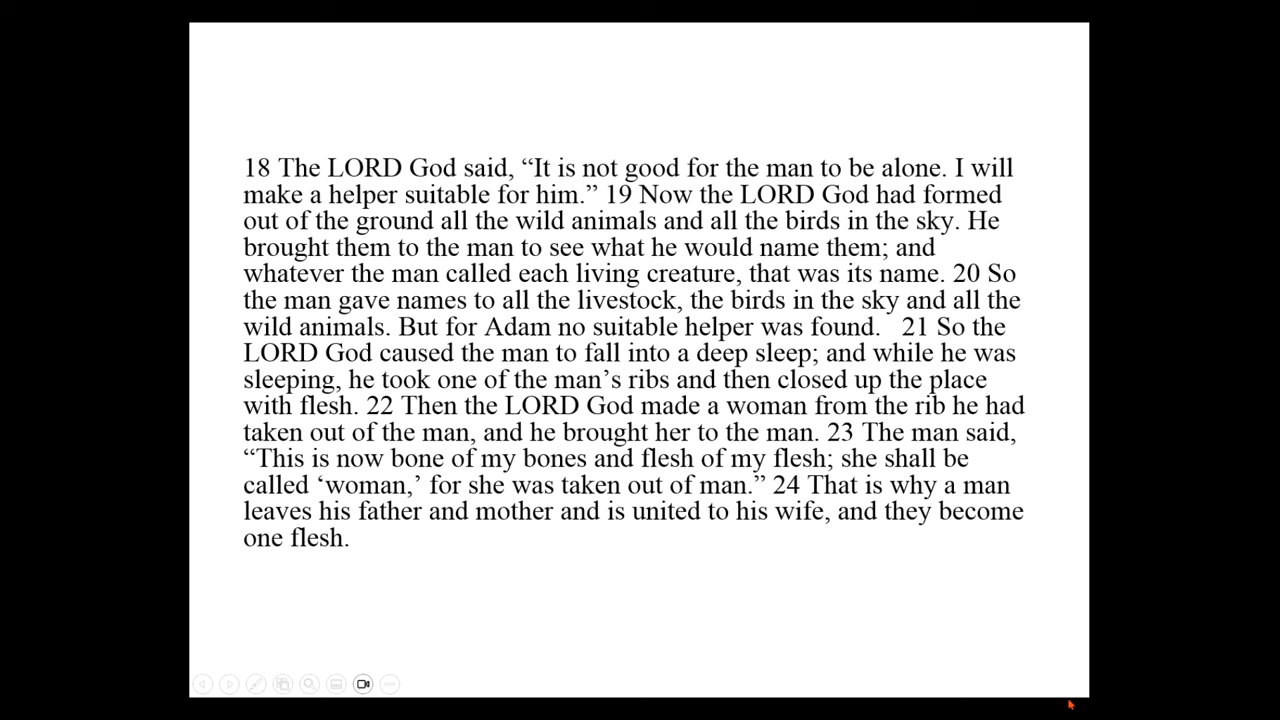 18 The LORD God said, “It is not good for the man to be alone. I will
make a helper suitable for him.” 19 Now the LORD God had formed
out of the ground all the wild animals and all the birds in the sky. He
brought them to the man to see what he would name them; and
whatever the man called each living creature, that was its name. 20 So
the man gave names to all the livestock, the birds in the sky and all the
wild animals. But for Adam no suitable helper was found.   21 So the
LORD God caused the man to fall into a deep sleep; and while he was
sleeping, he took one of the man’s ribs and then closed up the place
with flesh. 22 Then the LORD God made a woman from the rib he had
taken out of the man, and he brought her to the man. 23 The man said,
“This is now bone of my bones and flesh of my flesh; she shall be
called ‘woman,’ for she was taken out of man.” 24 That is why a man
leaves his father and mother and is united to his wife, and they become
one flesh.